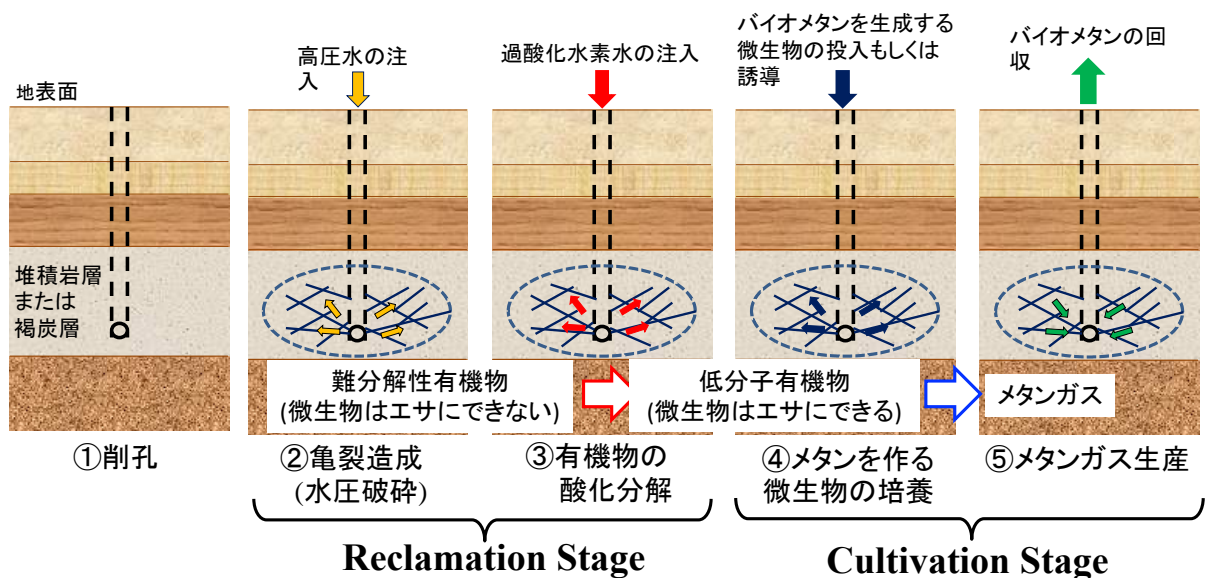 地表面
堆積岩層
または
褐炭層
①削孔
高圧水の注
入
②亀裂造成
(水圧破砕)
過酸化水素水の注入
③有機物の
酸化分解
難分解性有機物
(微生物はエサにできない)
バイオメタンを生成する
微生物の投入もしくは
誘導
低分子有機物
(微生物はエサにできる)
④メタンを作る
微生物の培養
バイオメタンの回
収
メタンガス
⑤メタンガス生産
Reclamation Stage
Cultivation Stage